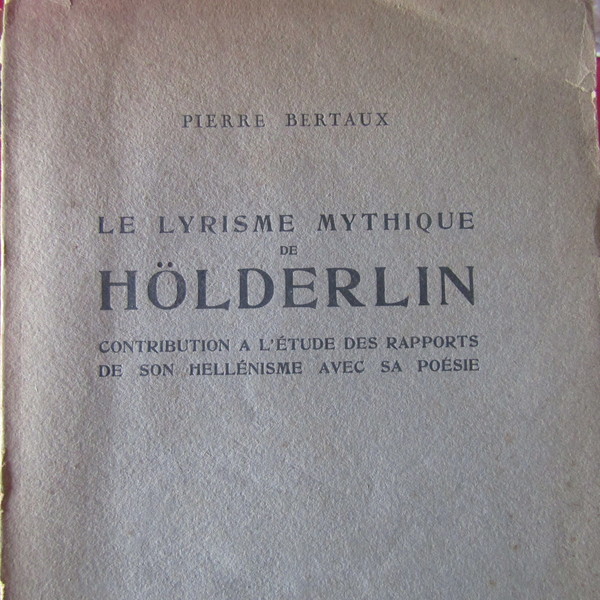 PIERRE BERTAUX
LE LYRISME MYTHIQUE
DE
HÖLDERLIN
CONTRIBUTION A L'ÉTUDE DES RAPPORTS
DE SON HELLÉNISME AVEC SA POÉSIE